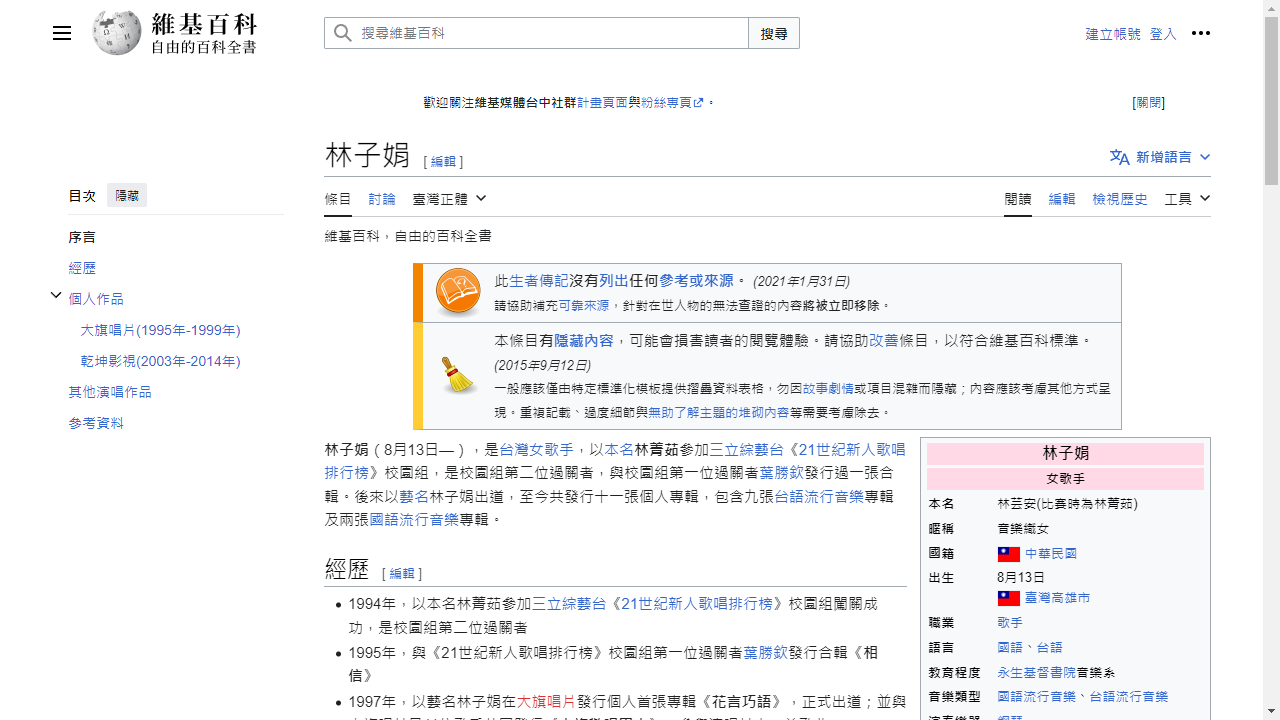 維基百科
自由的百科全書
搜尋維基百科
搜尋
建立帳號 登入
歡迎關注維基媒體台中社群計畫頁面與粉絲專頁。
[關閉]
林子娟 [編輯]
新增語言
目次 隱藏
條目 討論 臺灣正體
閱讀 編輯 檢視歷史 工具
維基百科，自由的百科全書
序言
經歷
個人作品
大旗唱片(1995年-1999年)
乾坤影視(2003年-2014年)
其他演唱作品
參考資料
此生者傳記沒有列出任何參考或來源。 (2021年1月31日)
請協助補充可靠來源，針對在世人物的無法查證的內容將被立即移除。
本條目有隱藏內容，可能會損害讀者的閱覽體驗。請協助改善條目，以符合維基百科標準。
(2015年9月12日)
一般應該僅由特定標準化模板提供摺疊資料表格，勿因故事劇情或項目混雜而隱藏；內容應該考慮其他方式呈
現。重複記載、過度細節與無助了解主題的堆砌內容等需要考慮除去。
林子娟（8月13日—），是台灣女歌手，以本名林菁茹參加三立綜藝台《21世紀新人歌唱
排行榜》校園組，是校園組第二位過關者，與校園組第一位過關者葉勝欽發行過一張合
輯。後來以藝名林子娟出道，至今共發行十一張個人專輯，包含九張台語流行音樂專輯
及兩張國語流行音樂專輯。
經歷 [編輯]
1994年，以本名林菁茹參加三立綜藝台《21世紀新人歌唱排行榜》校園組闖關成
功，是校園組第二位過關者
1995年，與《21世紀新人歌唱排行榜》校園組第一位過關者葉勝欽發行合輯《相
信》
1997年，以藝名林子娟在大旗唱片發行個人首張專輯《花言巧語》，正式出道；並與
林子娟
女歌手
本名 林芸安(比賽時為林菁茹)
暱稱 音樂織女
國籍 中華民國
出生 8月13日
臺灣高雄市
職業 歌手
語言 國語、台語
教育程度 永生基督書院音樂系
音樂類型 國語流行音樂、台語流行音樂